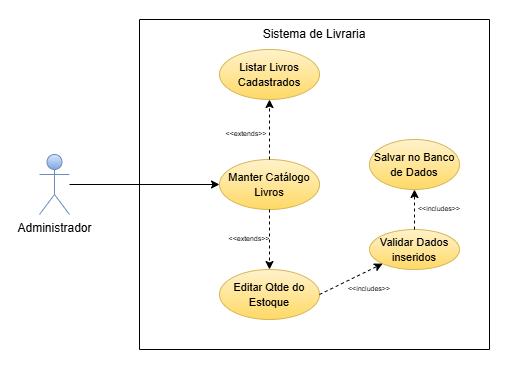 Sistema de Livraria
Listar Livros
Cadastrados
<<extends>>
Manter Catálogo
Livros
Salvar no Banco
de Dados
<<includes>>
Administrador
<<extends>>
Validar Dados
inseridos
Editar Qtde do
Estoque
<<includes>>